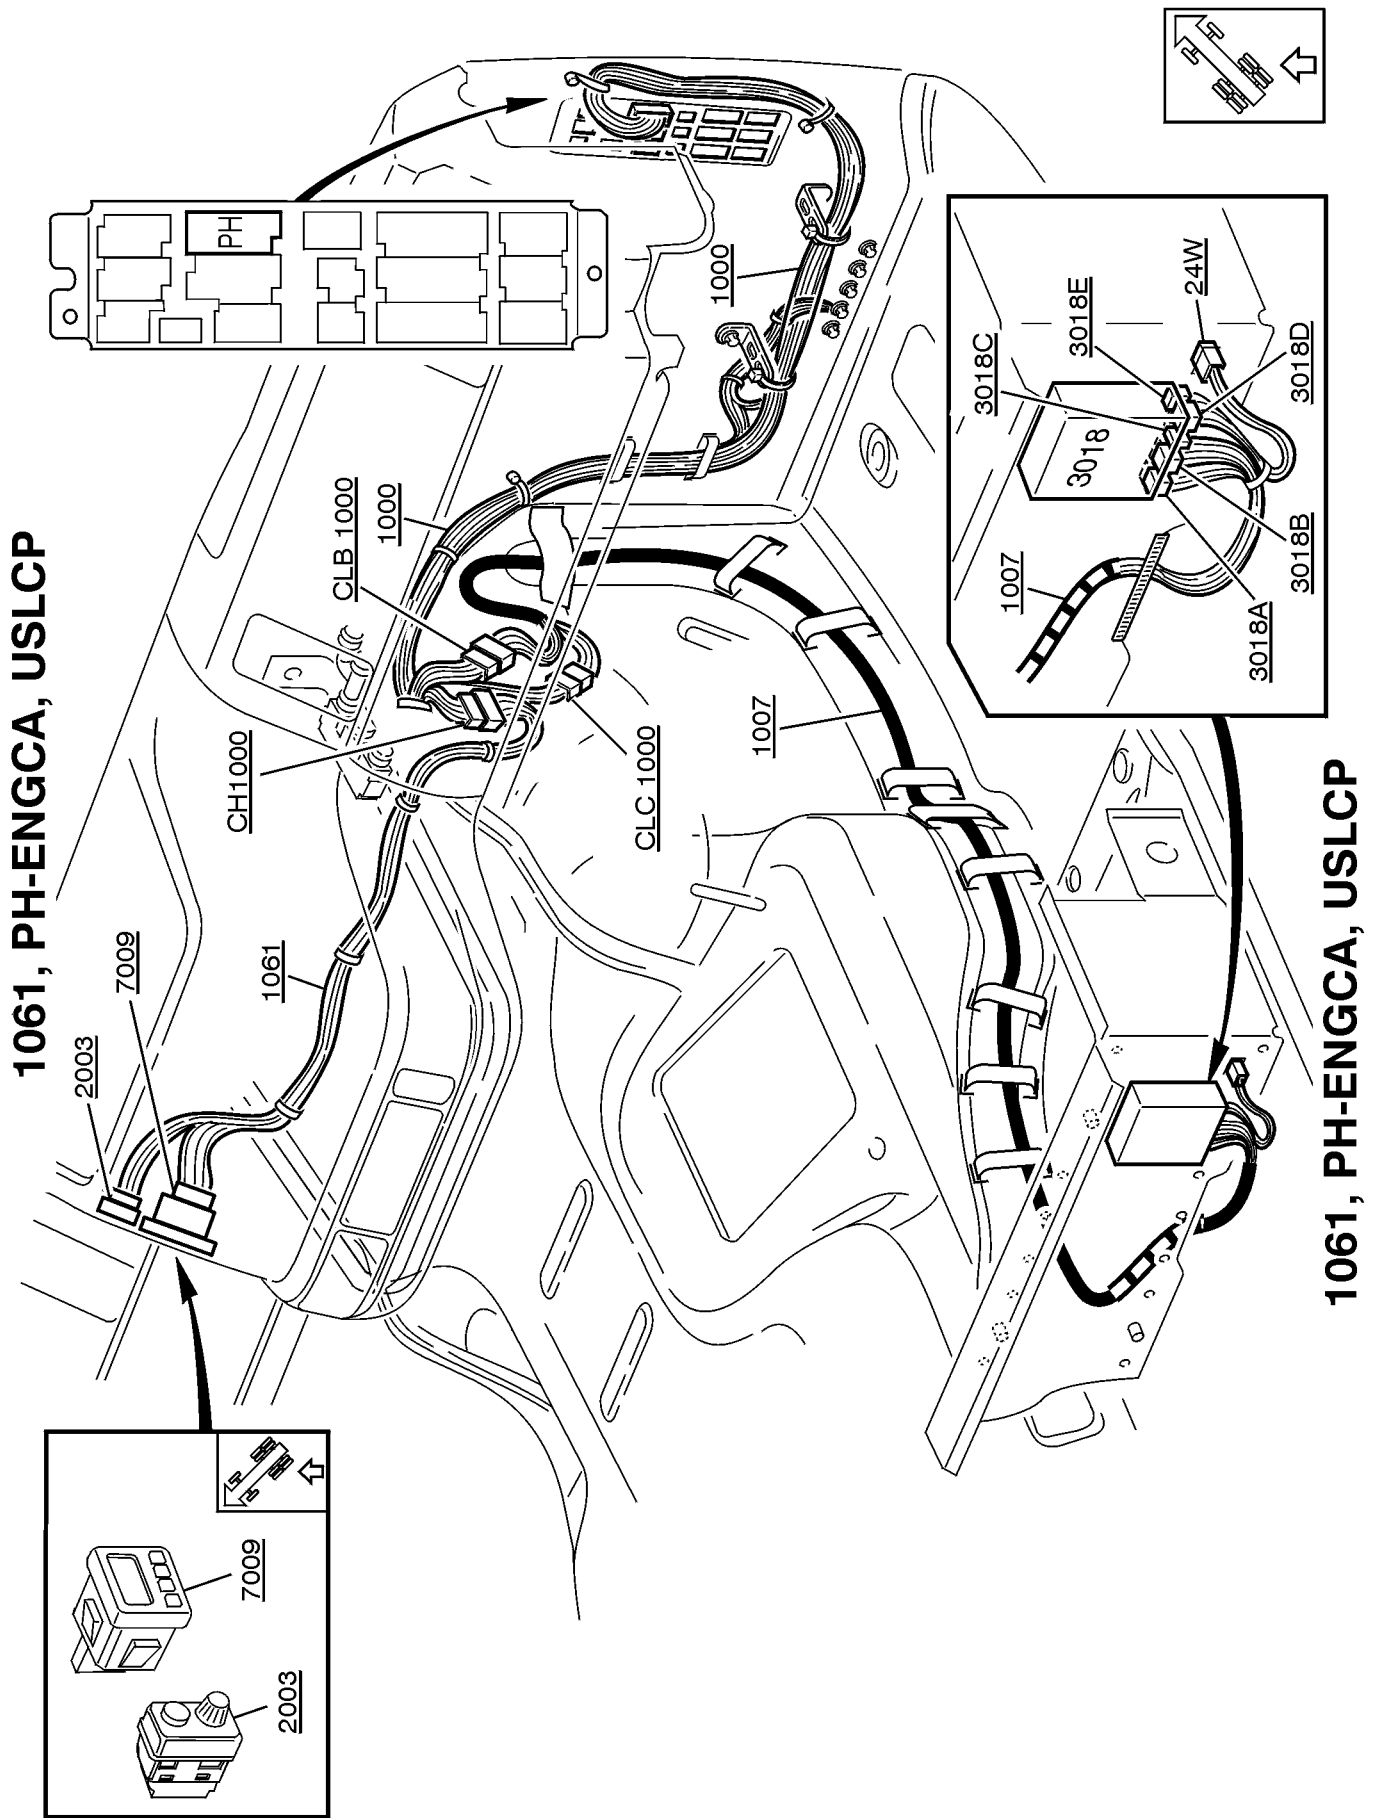 1061, PH-ENGCA, USLCP
PH
1000
CLB 1000
1000
CH1000
CLC 1000
1061
7009
2003
1007
3018
3018C
3018E
24W
3018D
3018B
3018A
1007
7009
2003
1061, PH-ENGCA, USLCP